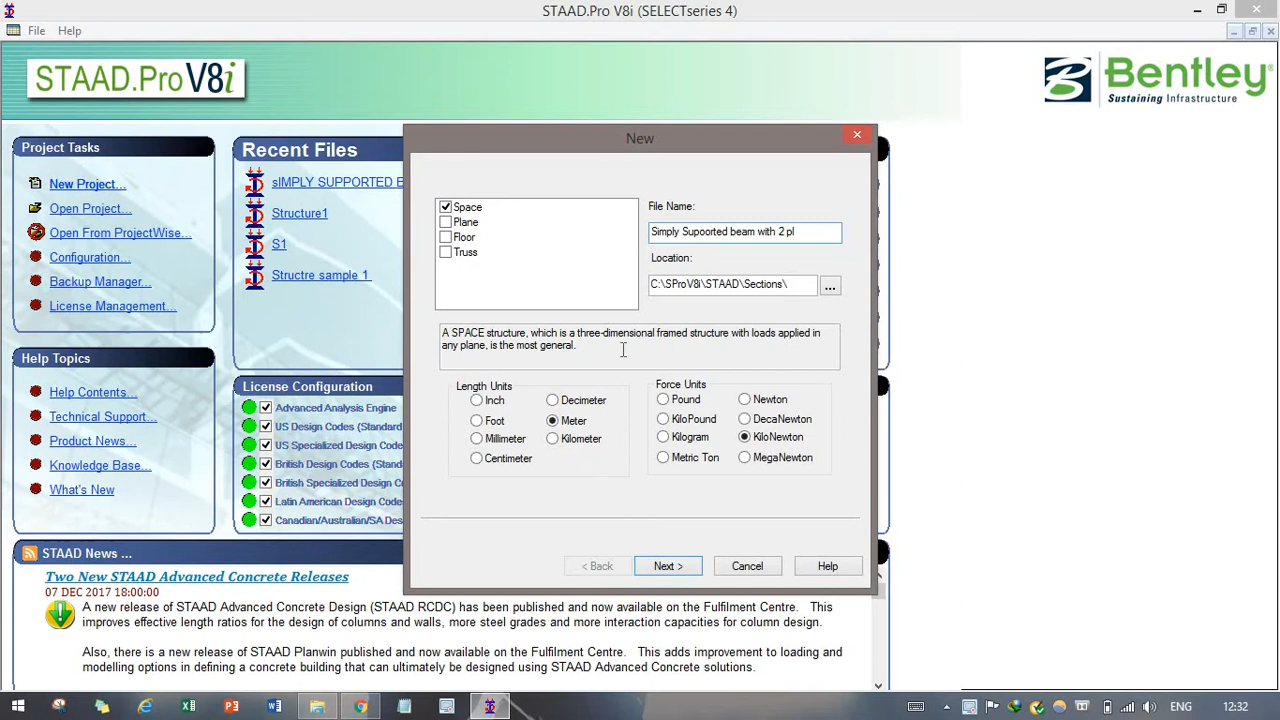 STAAD.Pro V8i (SELECTseries 4)
File Help
STAAD.Pro V8i
Bentley
Sustaining Infrastructure
Project Tasks
New Project...
Open Project...
Open From ProjectWise...
Configuration...
Backup Manager...
License Management...
Help Topics
Help Contents...
Technical Support...
Product News...
Knowledge Base...
What's New
Recent Files
sIMPLY SUPPORTED B
Structure1
S1
Structre sample 1
License Configuration
Advanced Analysis Engine
US Design Codes (Standard
US Specialized Design Code
British Design Codes (Standa
British Specialized Design C
Latin American Design Code
Canadian/Australian/SA Des
New
Space
Plane
Floor
Truss
File Name:
Simply Supoorted beam with 2 pl
Location:
C:\SProV8i\STAAD\Sections\
...
A SPACE structure, which is a three-dimensional framed structure with loads applied in
any plane, is the most general.
Length Units
Inch
Foot
Millimeter
Centimeter
Decimeter
Meter
Kilometer
Force Units
Pound
KiloPound
Kilogram
Metric Ton
Newton
DecaNewton
KiloNewton
MegaNewton
< Back Next > Cancel Help
STAAD News ...
Two New STAAD Advanced Concrete Releases
07 DEC 2017 18:00:00
A new release of STAAD Advanced Concrete Design (STAAD RCDC) has been published and now available on the Fulfilment Centre. This
improves effective length ratios for the design of columns and walls, more steel grades and more interaction capacities for column design.
Also, there is a new release of STAAD Planwin published and now available on the Fulfilment Centre. This adds improvement to loading and
modelling options in defining a concrete building that can ultimately be designed using STAAD Advanced Concrete solutions.
ENG 12:32